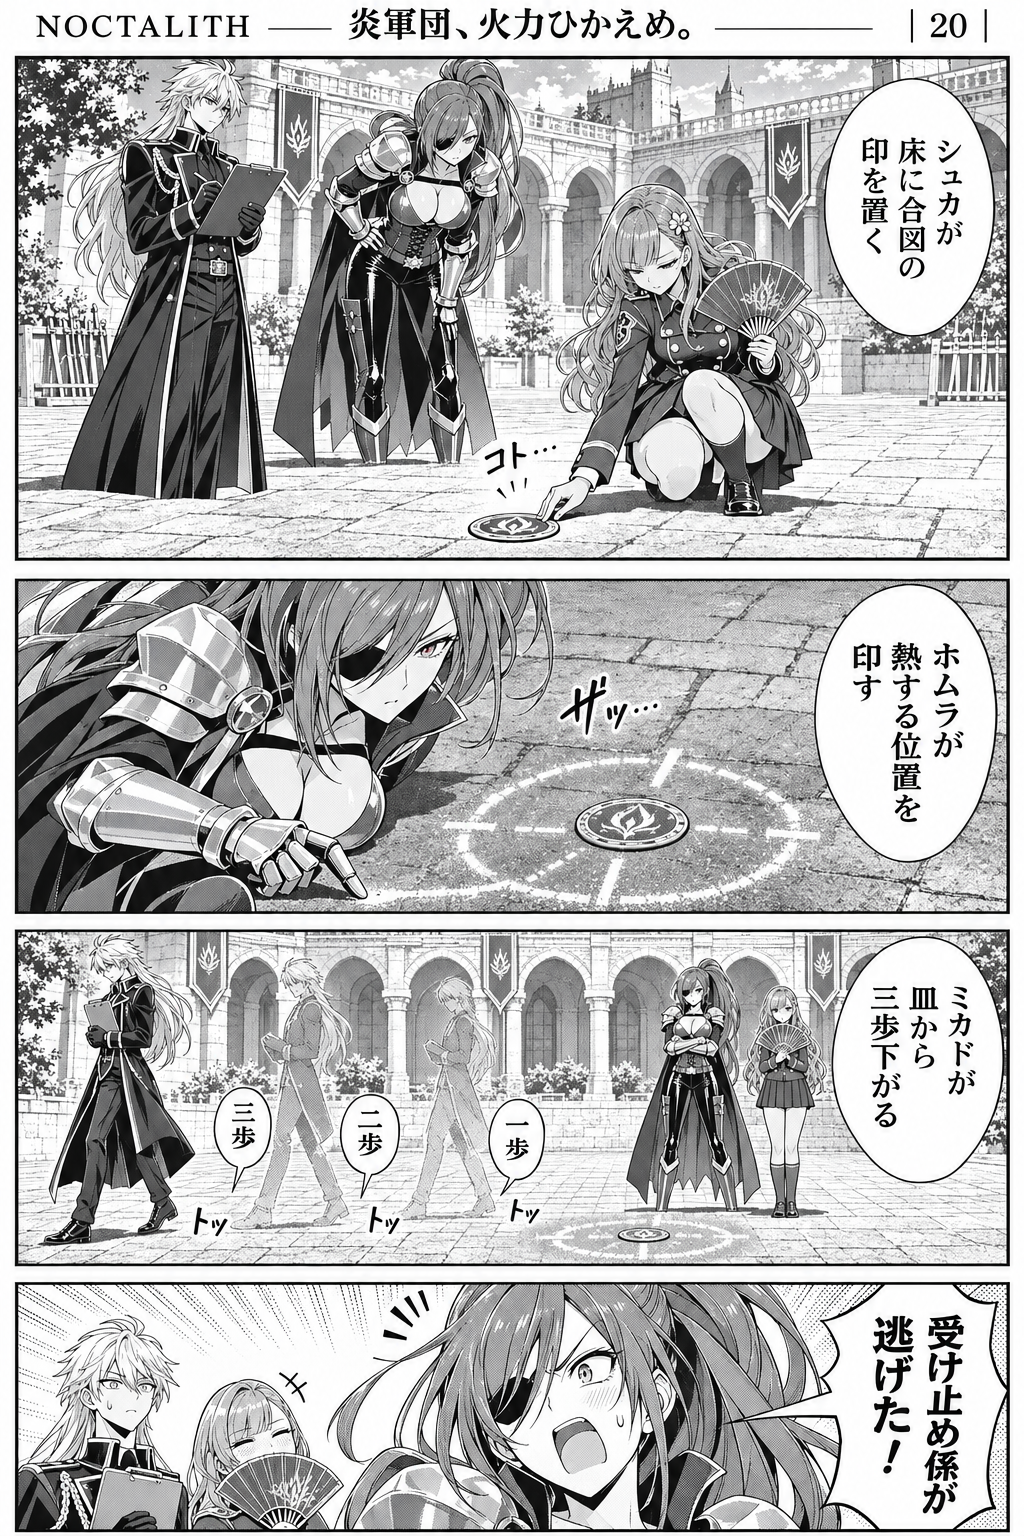 NOCTALITH
炎軍団、火力ひかえめ。
20
シュカが
床に合図の
印を置く
コト…
ホムラが
熱する位置を
印す
ザッ…
ミカドが
皿から
三歩下がる
一歩
トッ
二歩
トッ
三歩
トッ
受け止め係が
逃げた！